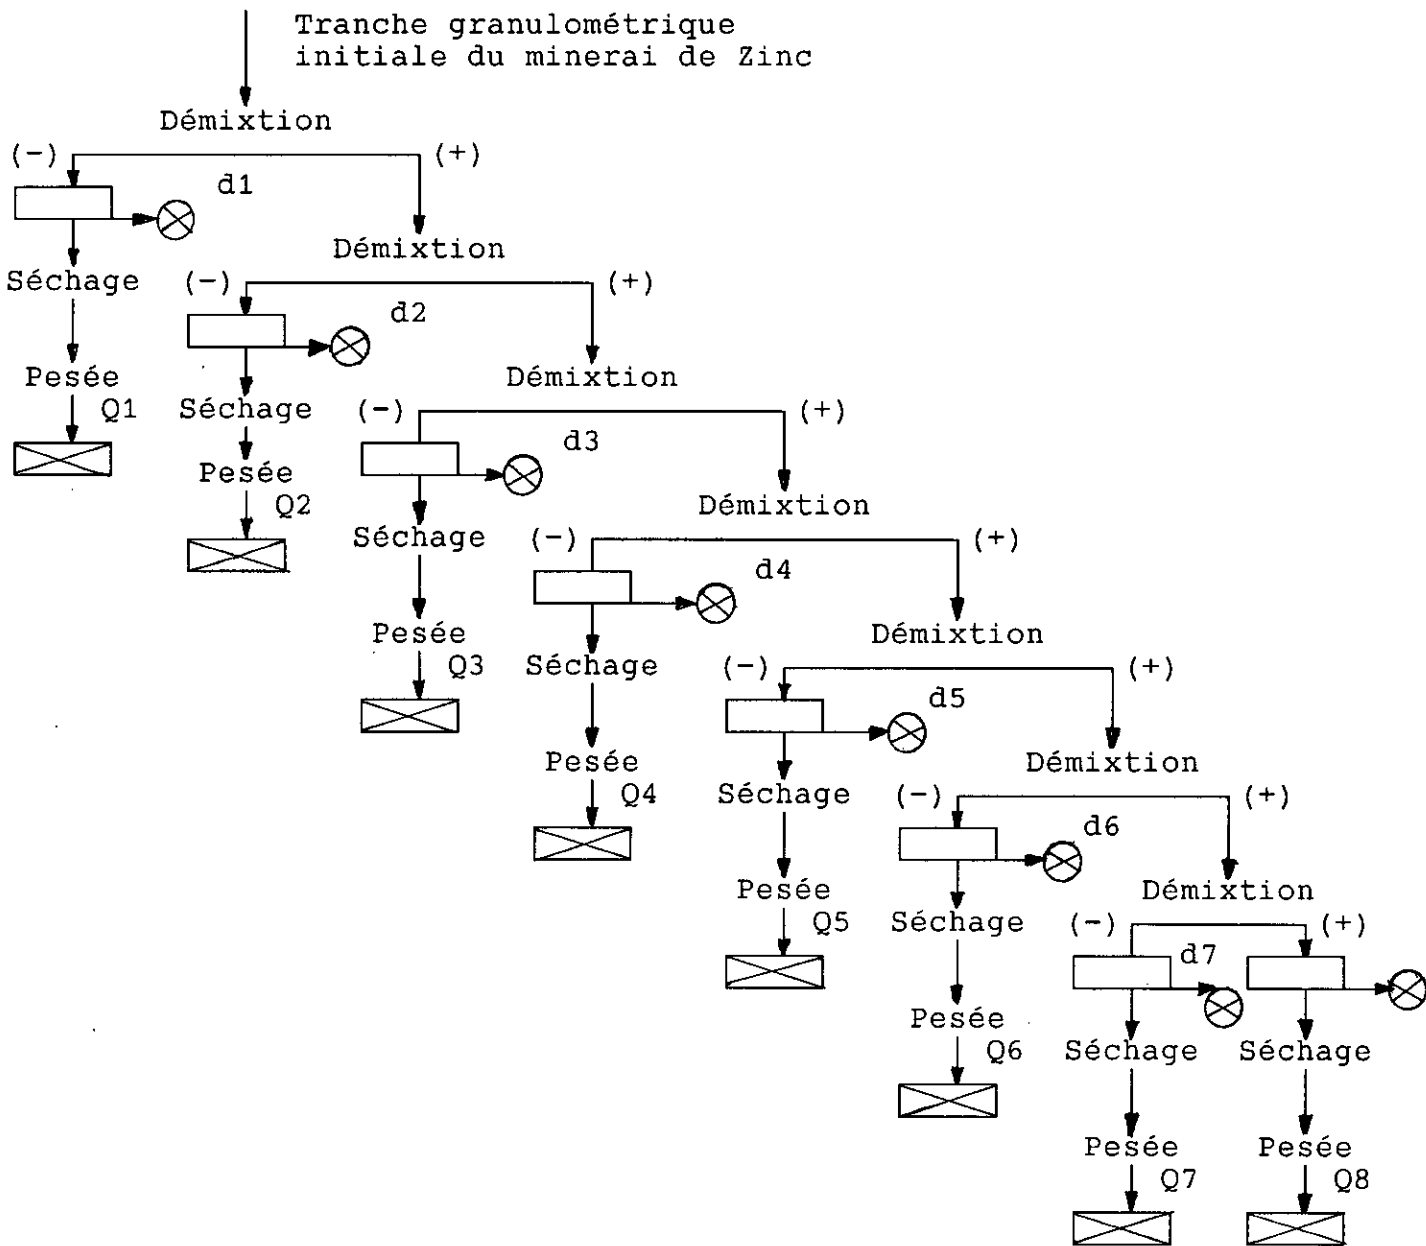 Tranche granulométrique
initiale du minerai de Zinc
Démixtion
(-) (+)
d1
Démixtion
Séchage (-) (+)
d2
Pesée Démixtion
Q1 Séchage (-) (+)
d3
Pesée
Q2 Démixtion
Séchage (-) (+)
d4
Pesée Démixtion
Q3 Séchage (-) (+)
d5
Pesée Démixtion
Q4 Séchage (-) (+)
d6
Pesée Démixtion
Q5 Séchage (-) (+)
d7
Pesée
Q6 Séchage Séchage
Pesée Pesée
Q7 Q8